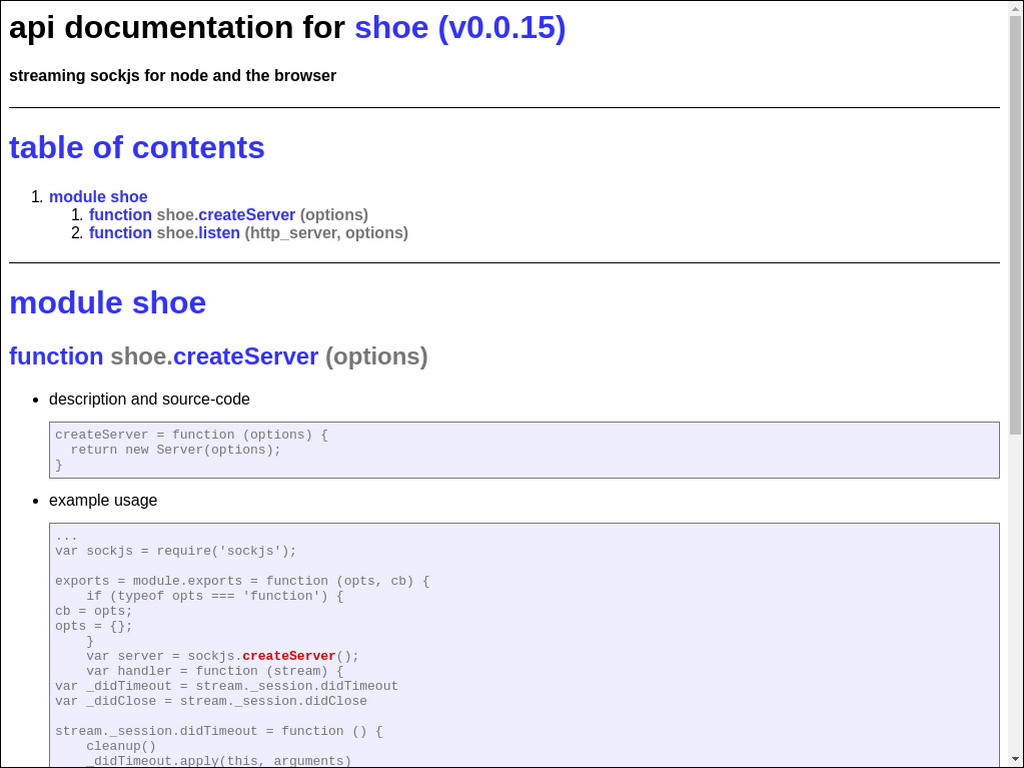 api documentation for shoe (v0.0.15)
streaming sockjs for node and the browser
table of contents
1. module shoe
1. function shoe.createServer (options)
2. function shoe.listen (http_server, options)
module shoe
function shoe.createServer (options)
• description and source-code
createServer = function (options) {
  return new Server(options);
}
• example usage
...
var sockjs = require('sockjs');

exports = module.exports = function (opts, cb) {
    if (typeof opts === 'function') {
cb = opts;
opts = {};
    }
    var server = sockjs.createServer();
    var handler = function (stream) {
var _didTimeout = stream._session.didTimeout
var _didClose = stream._session.didClose

stream._session.didTimeout = function () {
    cleanup()
    _didTimeout.apply(this, arguments)